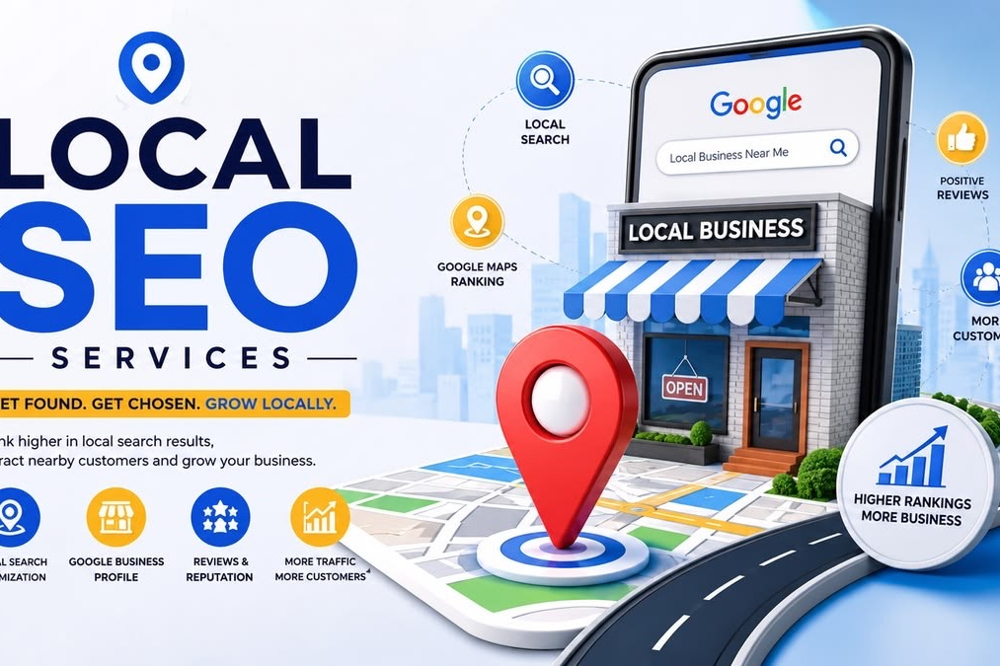 LOCAL
SEO
SERVICES
ET FOUND. GET CHOSEN. GROW LOCALLY.
nk higher in local search results,
ract nearby customers and grow your business.
AL SEARCH
MIZATION
GOOGLE BUSINESS
PROFILE
REVIEWS &
REPUTATION
MORE TRAFFIC
MORE CUSTOMERS
LOCAL
SEARCH
GOOGLE MAPS
RANKING
Google
Local Business Near Me
LOCAL BUSINESS
OPEN
POSITIVE
REVIEWS
MOR
CUSTOM
HIGHER RANKINGS
MORE BUSINESS